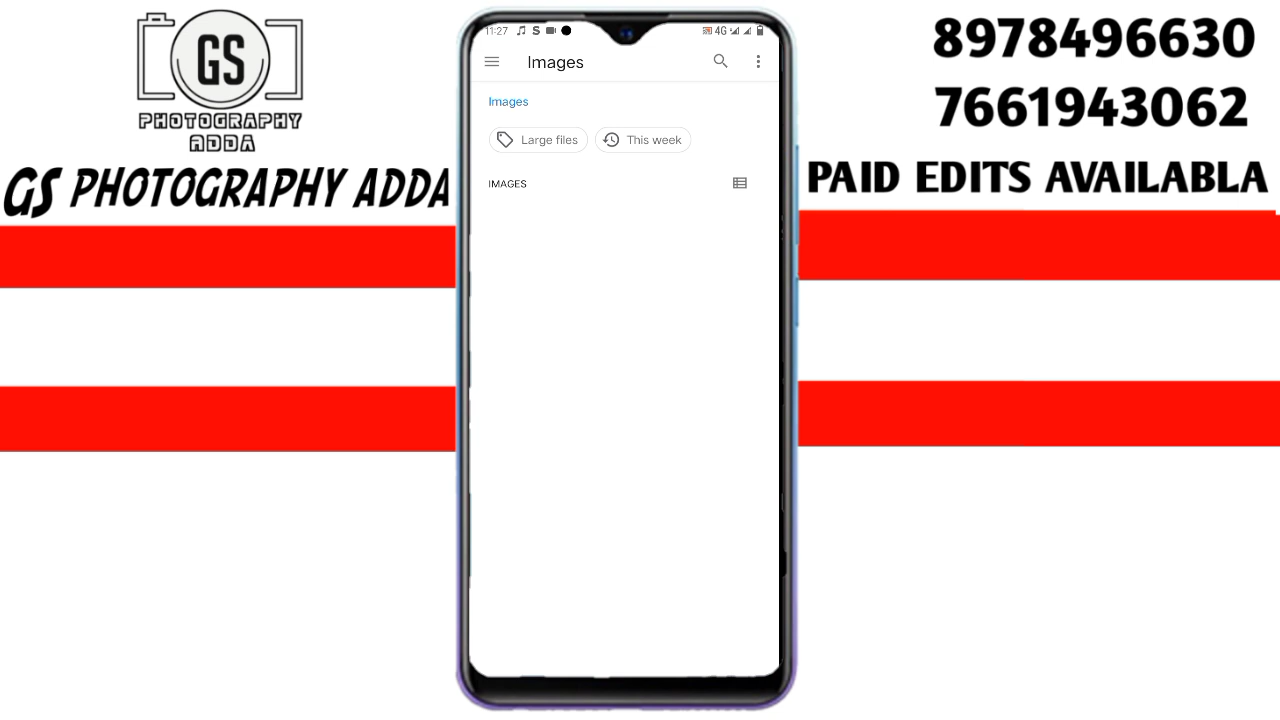 GS
PHOTOGRAPHY
ADDA
GS PHOTOGRAPHY ADDA
11:27
S
4G
Images
Images
Large files
This week
IMAGES
8978496630
7661943062
PAID EDITS AVAILABLA